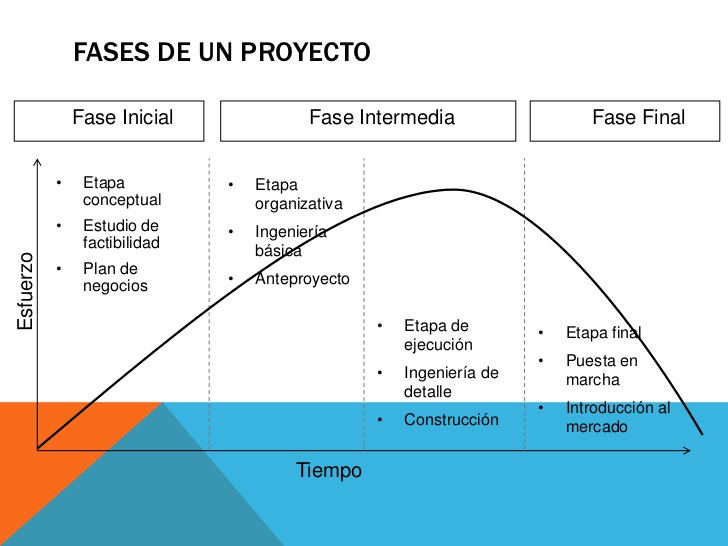 FASES DE UN PROYECTO
Fase Inicial
Fase Intermedia
Fase Final
Esfuerzo
• Etapa
conceptual
• Estudio de
factibilidad
• Plan de
negocios
• Etapa
organizativa
• Ingeniería
básica
• Anteproyecto
• Etapa de
ejecución
• Ingeniería de
detalle
• Construcción
• Etapa final
• Puesta en
marcha
• Introducción al
mercado
Tiempo